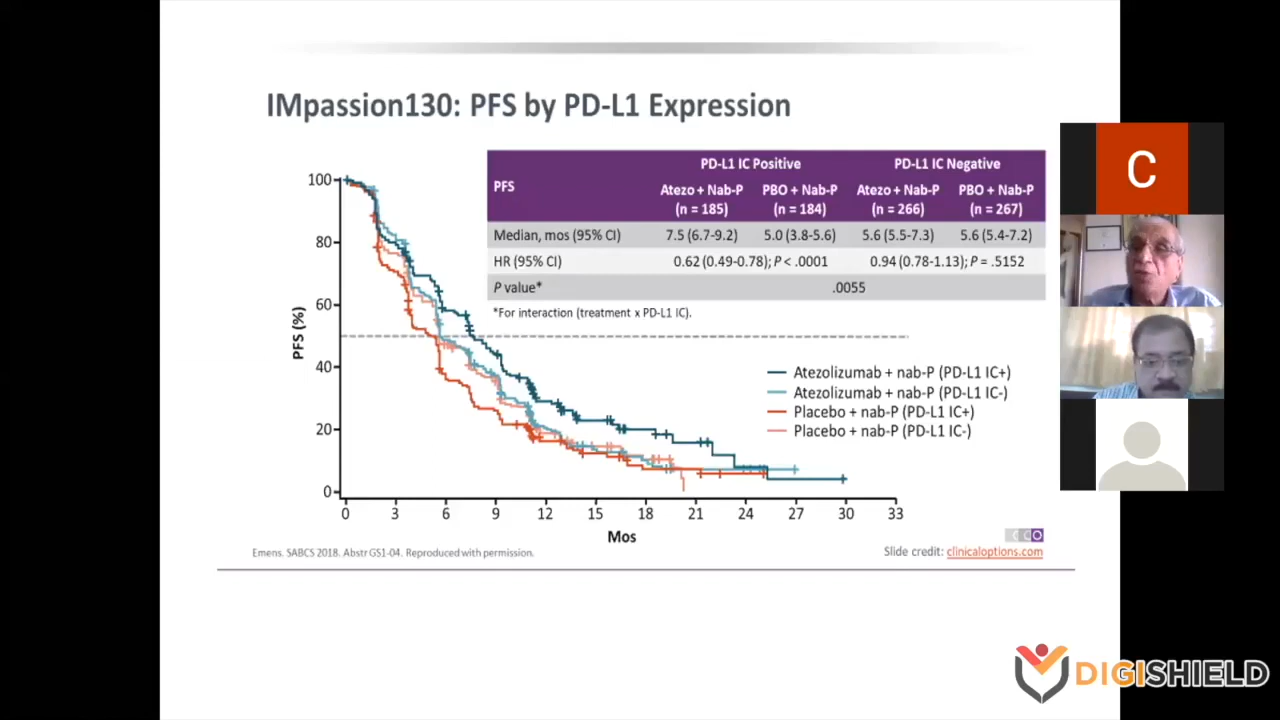 IMpassion130: PFS by PD-L1 Expression
PFS
PD-L1 IC Positive
PD-L1 IC Negative
Atezo + Nab-P (n = 185)
PBO + Nab-P (n = 184)
Atezo + Nab-P (n = 266)
PBO + Nab-P (n = 267)
Median, mos (95% CI) 7.5 (6.7-9.2) 5.0 (3.8-5.6) 5.6 (5.5-7.3) 5.6 (5.4-7.2)
HR (95% CI) 0.62 (0.49-0.78); P < .0001 0.94 (0.78-1.13); P = .5152
P value* .0055
*For interaction (treatment x PD-L1 IC).
PFS (%)
100
80
60
40
20
0
Atezolizumab + nab-P (PD-L1 IC+)
Atezolizumab + nab-P (PD-L1 IC-)
Placebo + nab-P (PD-L1 IC+)
Placebo + nab-P (PD-L1 IC-)
0 3 6 9 12 15 18 21 24 27 30 33
Mos
Emens. SABCS 2018. Abstr GS1-04. Reproduced with permission.
CCO
Slide credit: clinicaloptions.com
C
DIGISHIELD